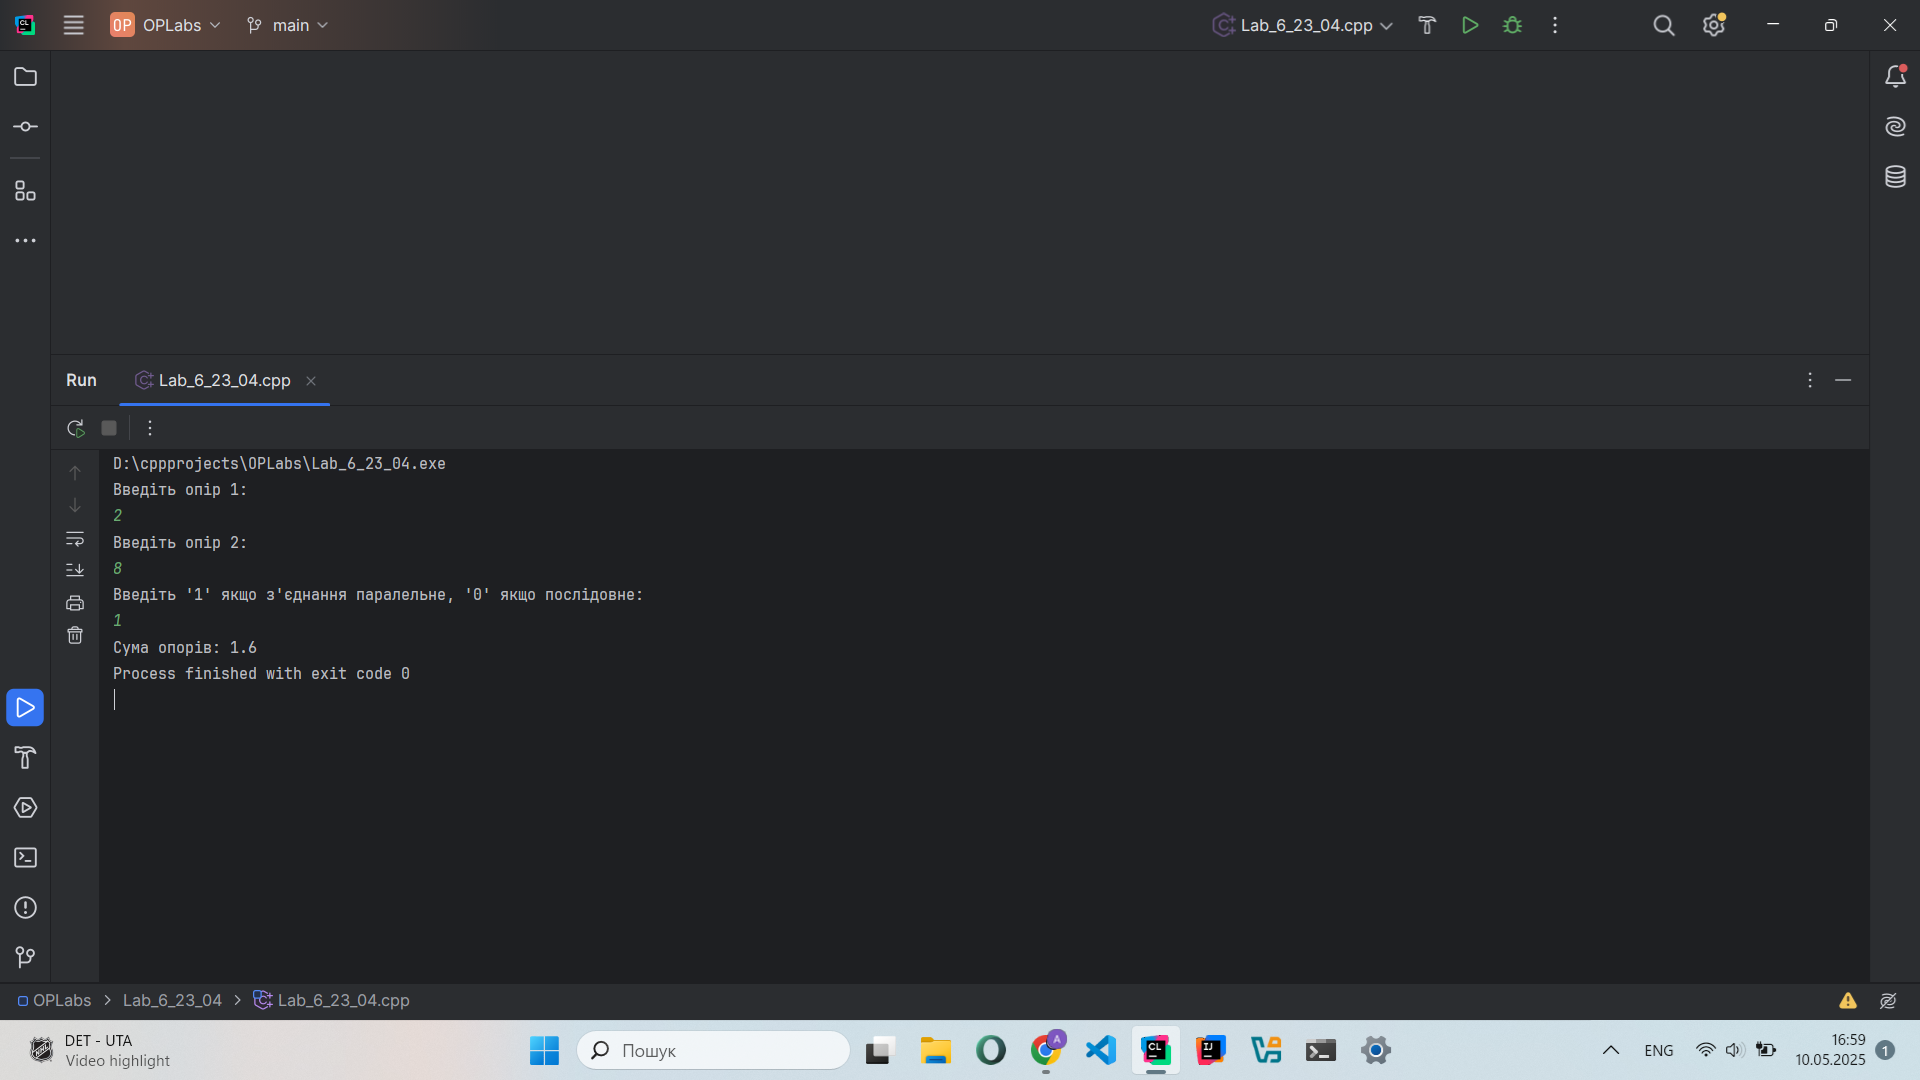 OP OPLabs main Lab_6_23_04.cpp
Run Lab_6_23_04.cpp
D:\cppprojects\OPLabs\Lab_6_23_04.exe
Введіть опір 1:
2
Введіть опір 2:
8
Введіть '1' якщо з'єднання паралельне, '0' якщо послідовне:
1
Сума опорів: 1.6
Process finished with exit code 0
OPLabs > Lab_6_23_04 > Lab_6_23_04.cpp
DET - UTA
Video highlight
Пошук
ENG
16:59
10.05.2025
1